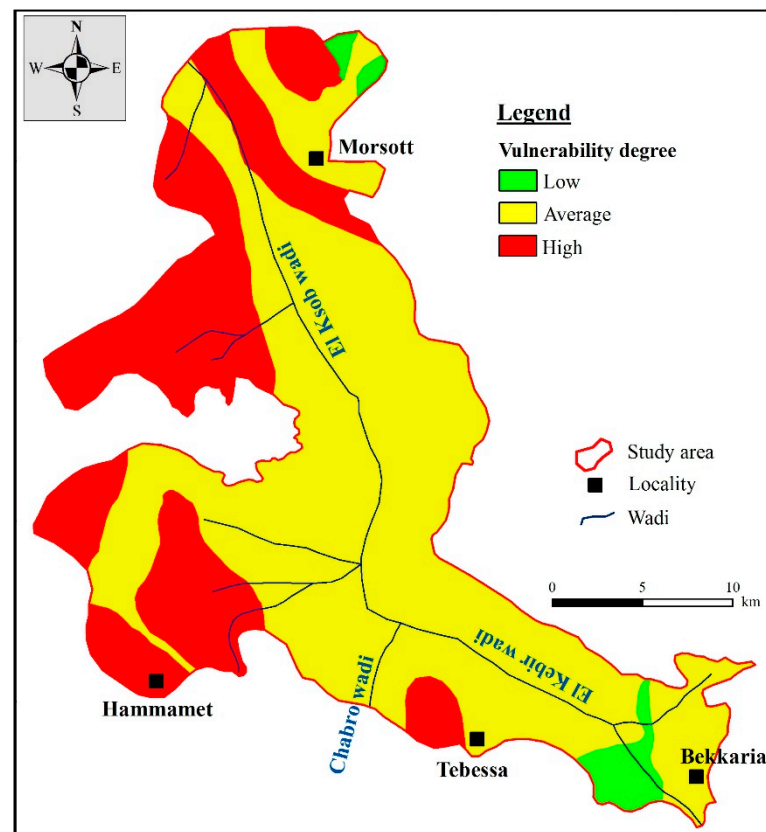 N
W
E
S
Legend
Vulnerability degree
Low
Average
High
Morsott
El Ksob wadi
Study area
Locality
Wadi
0
5
10
km
El Kebir wadi
Chabro wadi
Hammamet
Tebessa
Bekkaria